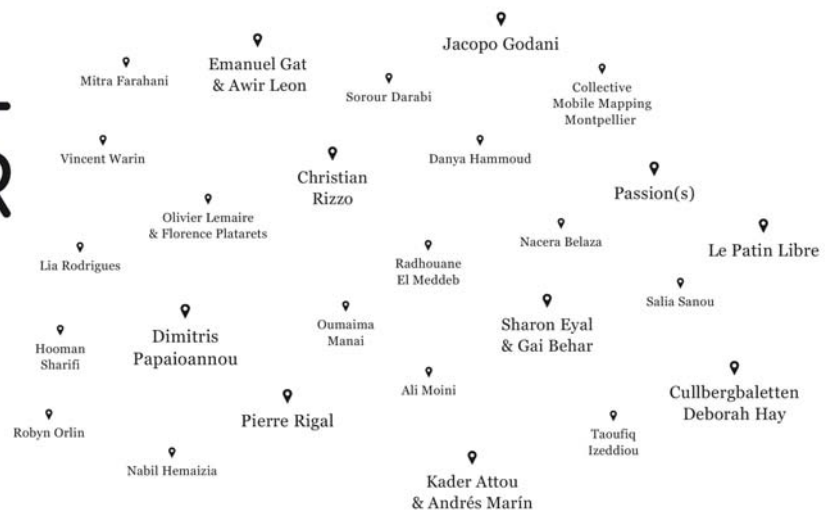 Jacopo Godani
Emanuel Gat
& Awir Leon
Mitra Farahani
Sorour Darabi
Collective
Mobile Mapping
Montpellier
Vincent Warin
Christian
Rizzo
Danya Hammoud
Passion(s)
Olivier Lemaire
& Florence Platarets
Nacera Belaza
Le Patin Libre
Lia Rodrigues
Radhouane
El Meddeb
Salia Sanou
Hooman
Sharifi
Dimitris
Papaioannou
Oumaima
Manai
Sharon Eyal
& Gai Behar
Ali Moini
Cullbergbaletten
Deborah Hay
Robyn Orlin
Pierre Rigal
Taoufiq
Izeddiou
Nabil Hemaizia
Kader Attou
& Andrés Marín